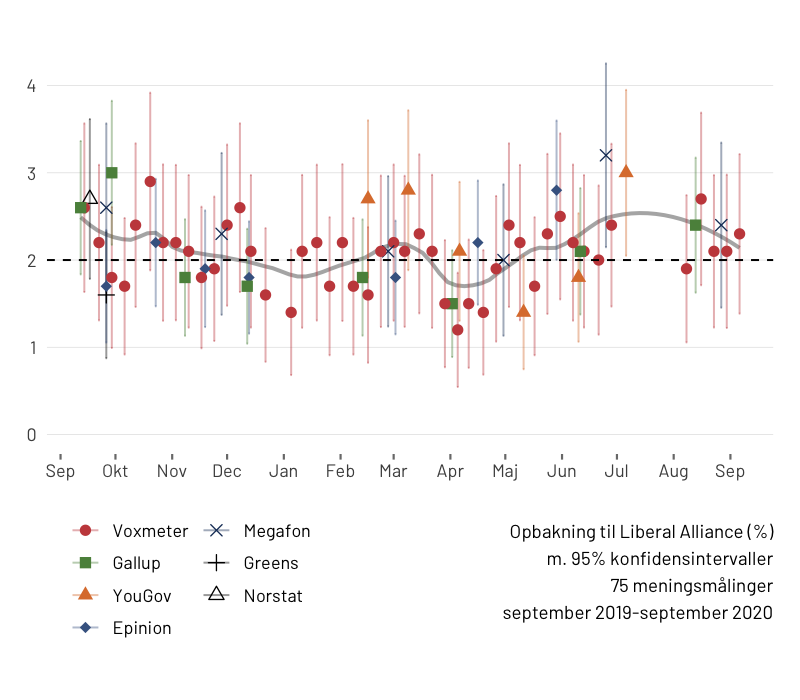 4
3
2
1
0
Sep Okt Nov Dec Jan Feb Mar Apr Maj Jun Jul Aug Sep
Voxmeter Megafon
Gallup Greens
YouGov Norstat
Epinion
Opbakning til Liberal Alliance (%)
m. 95% konfidensintervaller
75 meningsmålinger
september 2019-september 2020